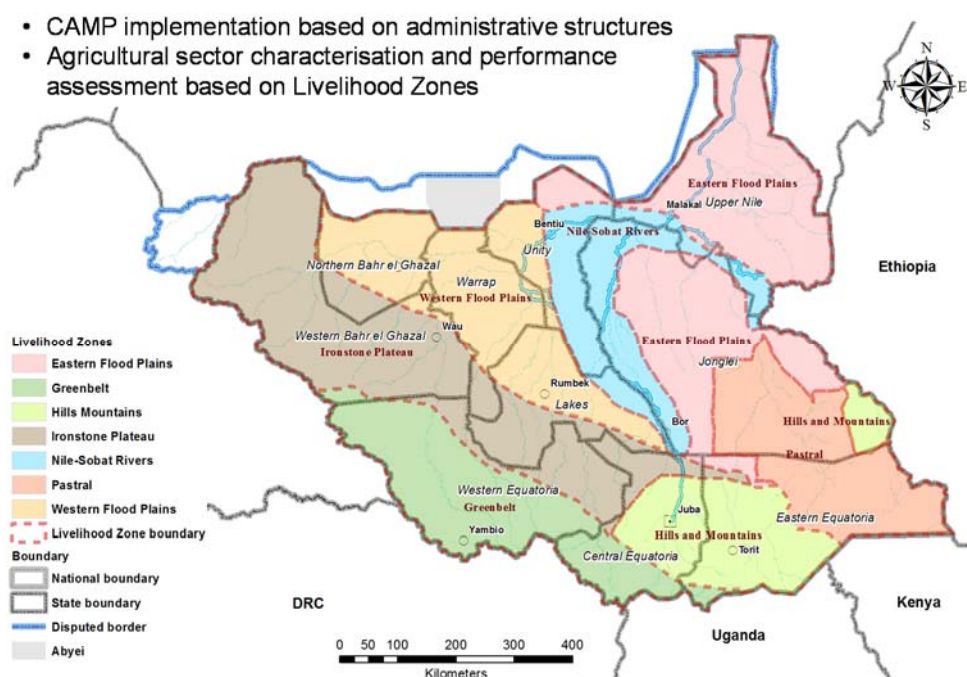 • CAMP implementation based on administrative structures
• Agricultural sector characterisation and performance
assessment based on Livelihood Zones
N
W
E
S
Eastern Flood Plains
Malakal
Upper Nile
Bentiu
Nile-Sobat Rivers
Unity
Ethiopia
Northern Bahr el Ghazal
Warrap
Western Flood Plains
Wau
Western Bahr el Ghazal
Ironstone Plateau
Eastern Flood Plains
Jonglei
Rumbek
Lakes
Bor
Hills and Mountains
Pastral
Western Equatoria
Greenbelt
Yambio
Juba
Eastern Equatoria
Hills and Mountains
Central Equatoria
Torit
DRC
Uganda
Kenya
Livelihood Zones
Eastern Flood Plains
Greenbelt
Hills Mountains
Ironstone Plateau
Nile-Sobat Rivers
Pastral
Western Flood Plains
Livelihood Zone boundary
Boundary
National boundary
State boundary
Disputed border
Abyei
0 50 100 200 300 400
Kilometers